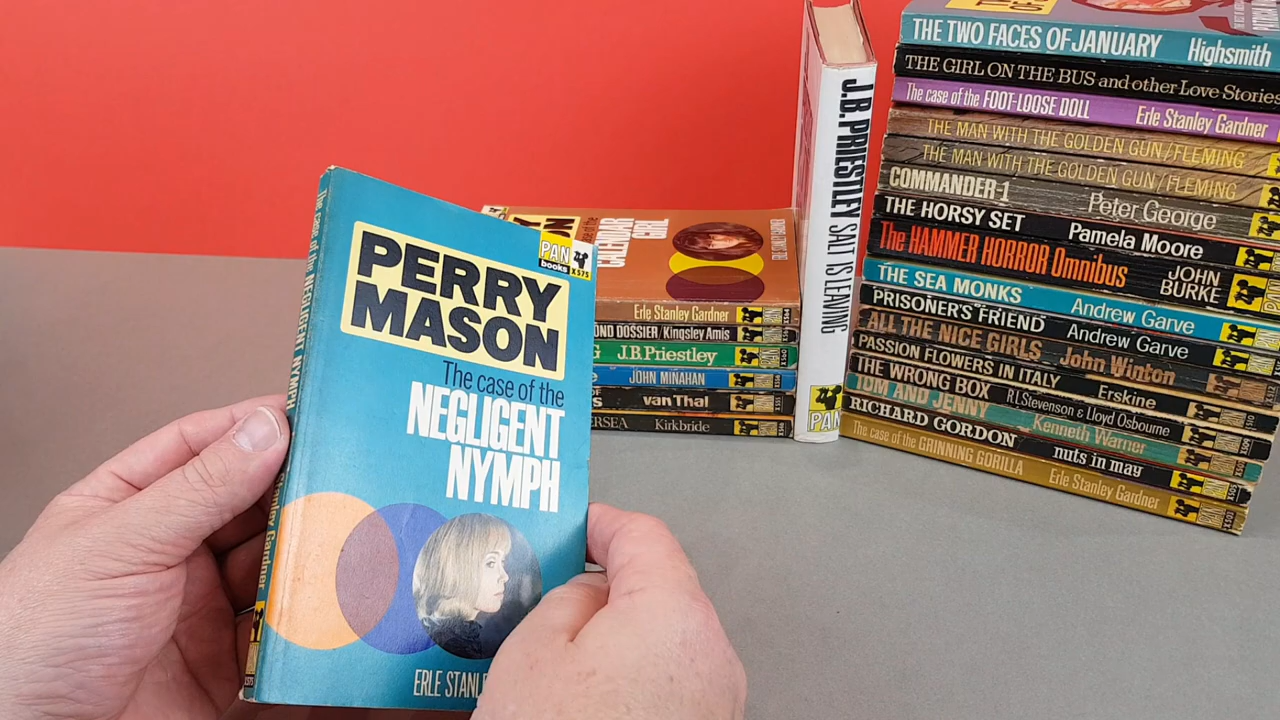 PERRY
MASON
PAN
books X575
The case of the
NEGLIGENT
NYMPH
ERLE STANL
The case of the NEGLIGENT NYMPH
Stanley Gardner
CALENDAR
GIRL
Erle Stanley Gardner
OND DOSSIER/Kingsley Amis
G J.B. Priestley
JOHN MINAHAN
van Thal
ERSEA Kirkbride
J.B. PRIESTLEY SALT IS LEAVING
PAN
THE TWO FACES OF JANUARY Highsmith
THE GIRL ON THE BUS and other Love Stories
The case of the FOOT-LOOSE DOLL Erle Stanley Gardner
THE MAN WITH THE GOLDEN GUN/FLEMING
THE MAN WITH THE GOLDEN GUN/FLEMING
COMMANDER-1 Peter George
THE HORSY SET Pamela Moore
The HAMMER HORROR Omnibus JOHN BURKE
THE SEA MONKS Andrew Garve
PRISONER'S FRIEND Andrew Garve
ALL THE NICE GIRLS John Winton
PASSION FLOWERS IN ITALY Erskine
THE WRONG BOX R.L. Stevenson & Lloyd Osbourne
TOM AND JENNY Kenneth Warner
RICHARD GORDON nuts in may
The case of the GRINNING GORILLA Erle Stanley Gardner